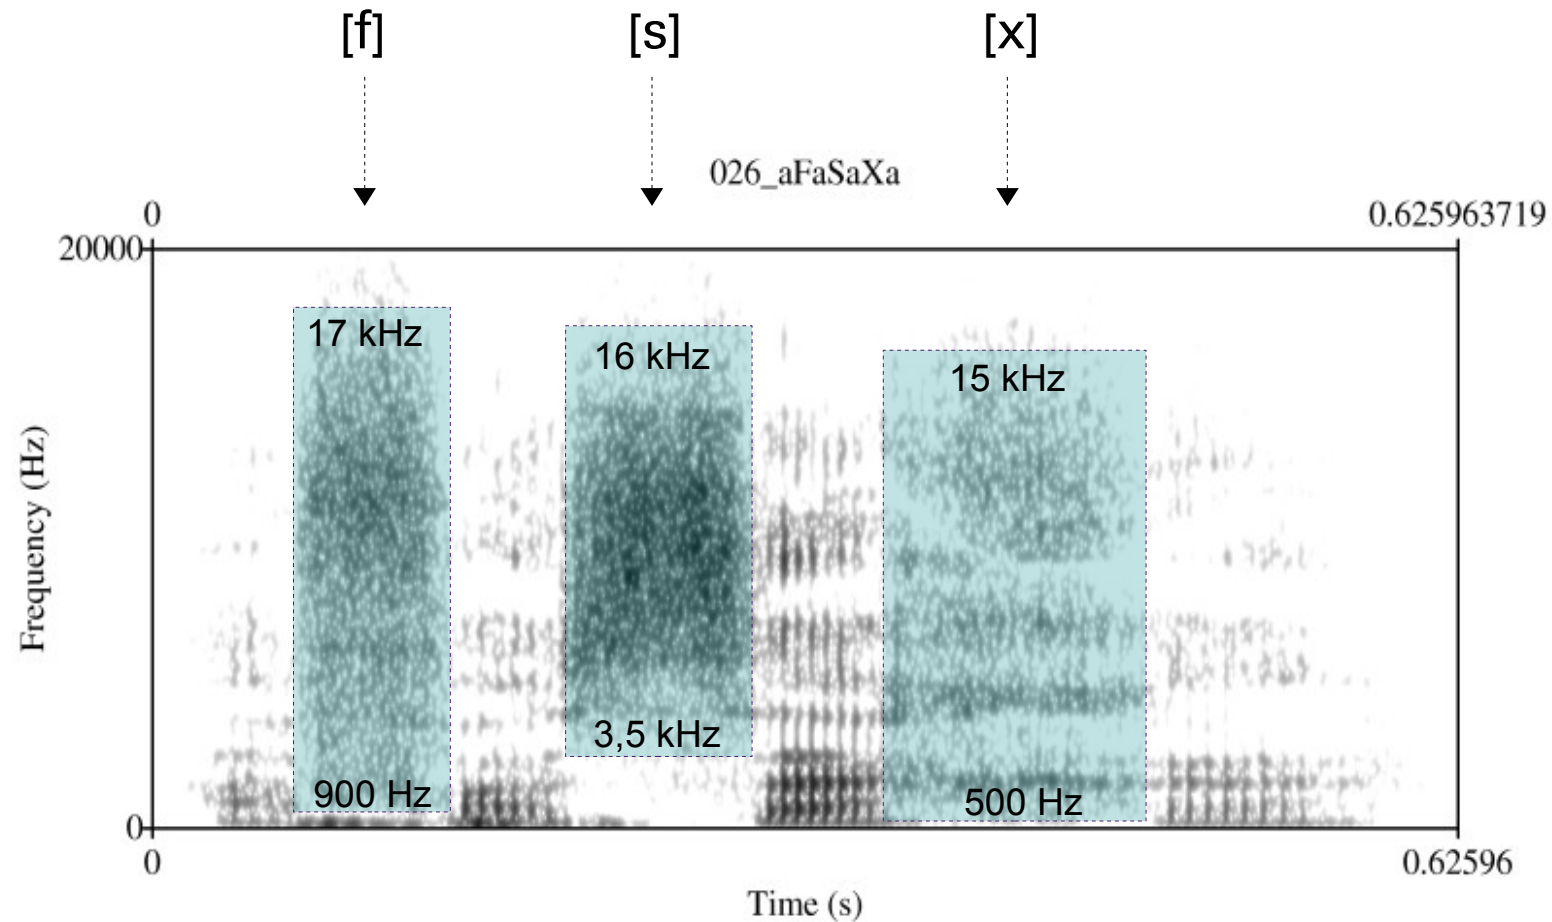 [f] [s] [x]
026_aFaSaXa
0 0.625963719
20000
17 kHz
16 kHz
15 kHz
Frequency (Hz)
3,5 kHz
900 Hz
500 Hz
0
0 0.62596
Time (s)